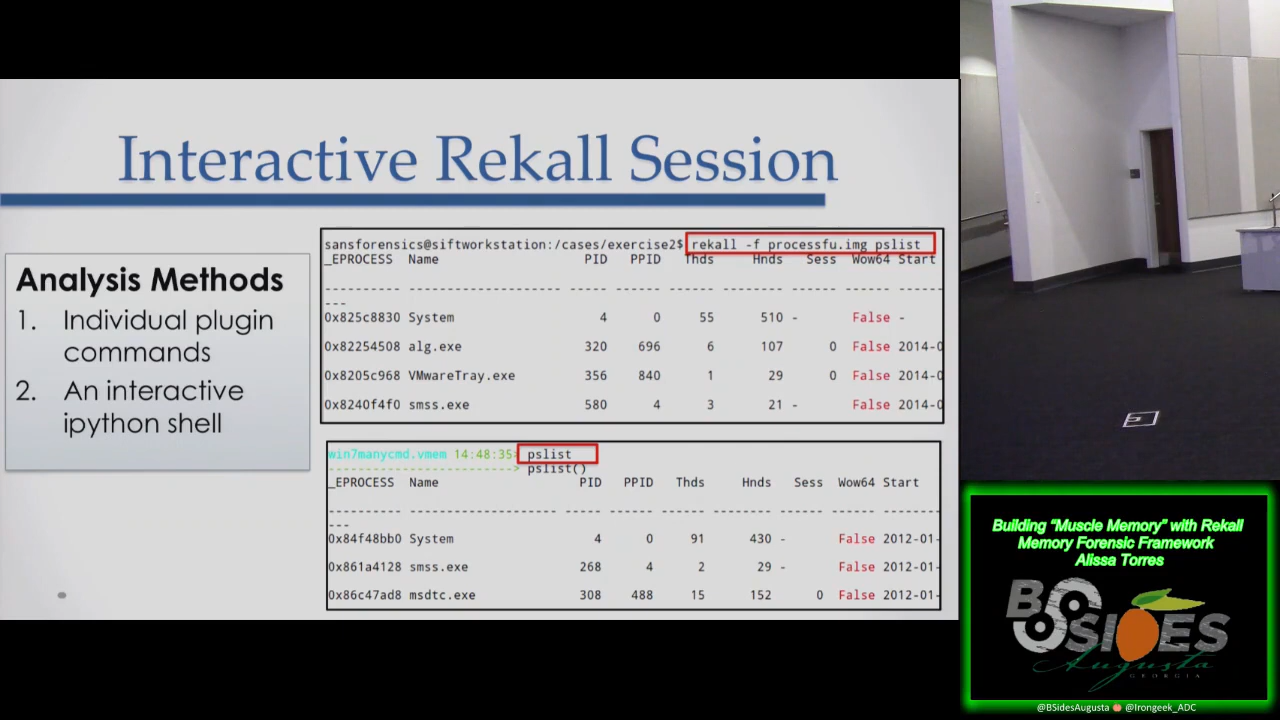 Interactive Rekall Session
Analysis Methods
1. Individual plugin
commands
2. An interactive
ipython shell
sansforensics@siftworkstation:/cases/exercise2$ rekall -f processfu.img pslist
_EPROCESS Name PID PPID Thds Hnds Sess Wow64 Start
---------- -------------------- ----- ------ ------ -------- ------ ------ ------
---
0x825c8830 System 4 0 55 510 - False -
0x82254508 alg.exe 320 696 6 107 0 False 2014-0
0x8205c968 VMwareTray.exe 356 840 1 29 0 False 2014-0
0x8240f4f0 smss.exe 580 4 3 21 - False 2014-0
win7manycmd.vmem 14:48:35> pslist
------------------------> pslist()
_EPROCESS Name PID PPID Thds Hnds Sess Wow64 Start
---------- -------------------- ----- ------ ------ -------- ------ ------ ------
---
0x84f48bb0 System 4 0 91 430 - False 2012-01-
0x861a4128 smss.exe 268 4 2 29 - False 2012-01-
0x86c47ad8 msdtc.exe 308 488 15 152 0 False 2012-01-
Building “Muscle Memory” with Rekall
Memory Forensic Framework
Alissa Torres
BSIDES
Augusta
GEORGIA
@BSidesAugusta @Irongeek_ADC